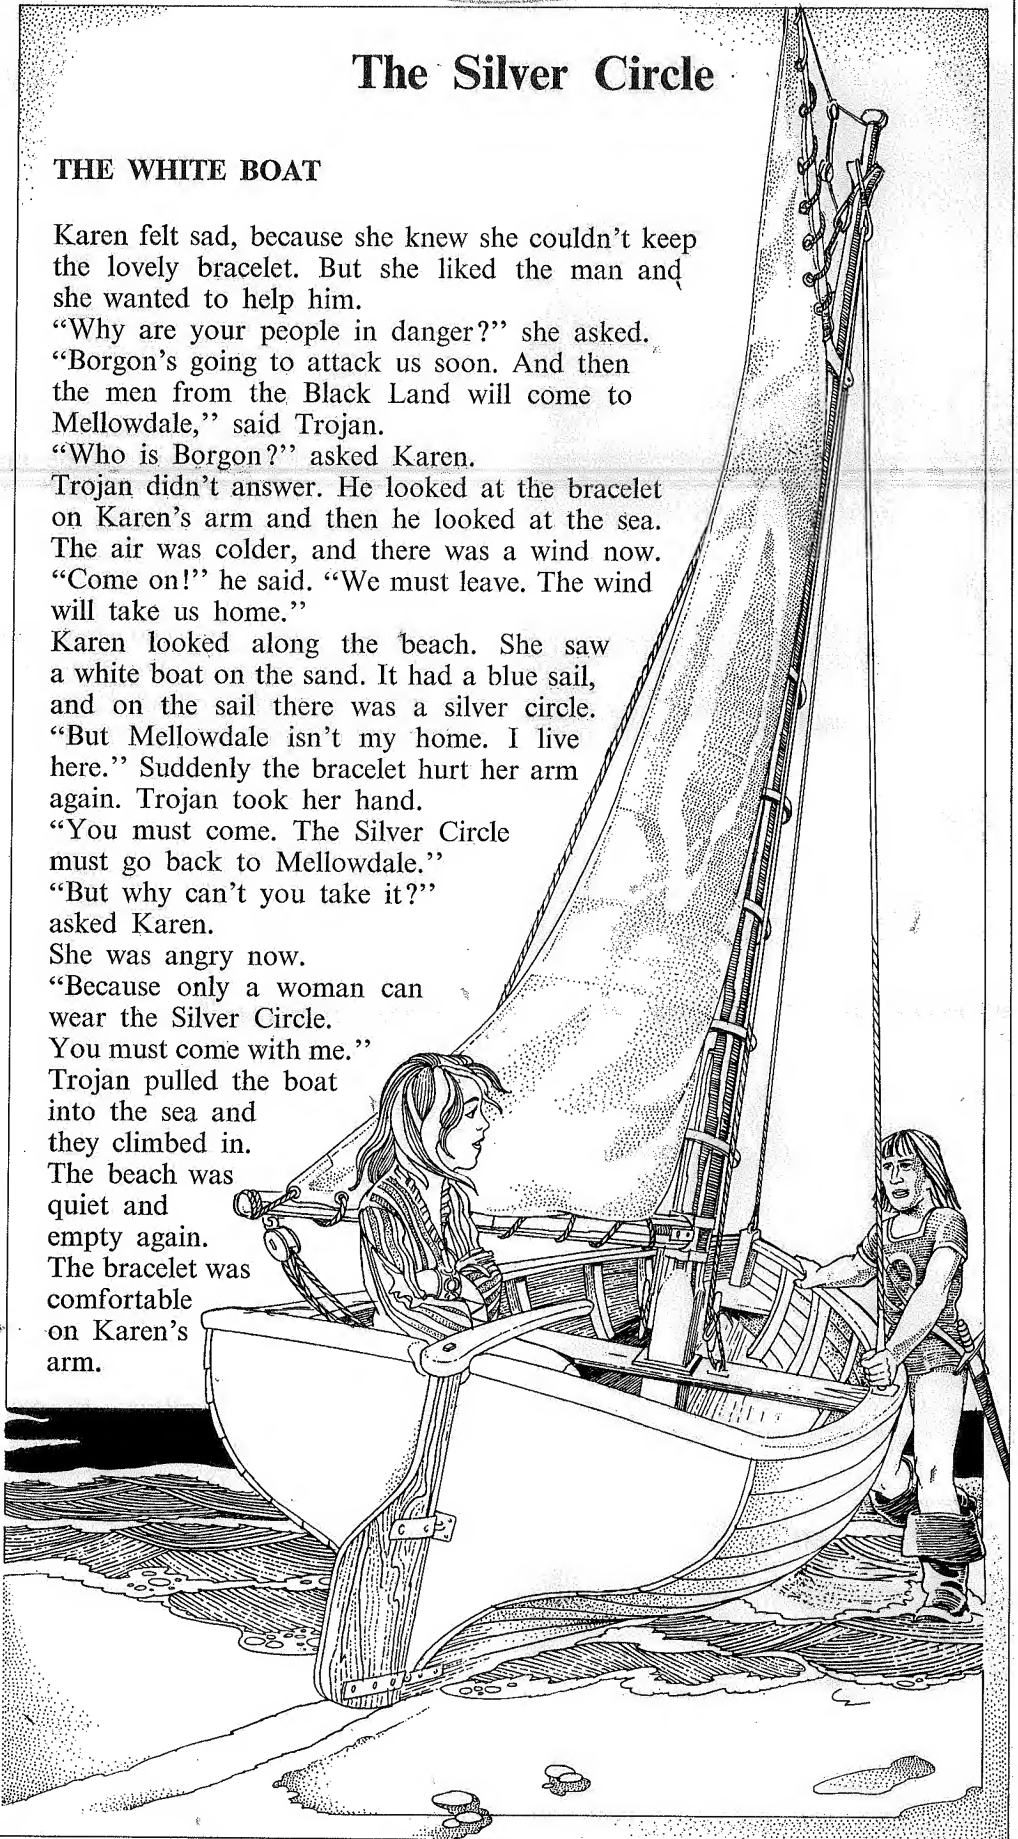 The Silver Circle
THE WHITE BOAT
Karen felt sad, because she knew she couldn't keep
the lovely bracelet. But she liked the man and
she wanted to help him.
“Why are your people in danger?” she asked.
“Borgon's going to attack us soon. And then
the men from the Black Land will come to
Mellowdale,” said Trojan.
“Who is Borgon?” asked Karen.
Trojan didn't answer. He looked at the bracelet
on Karen's arm and then he looked at the sea.
The air was colder, and there was a wind now.
“Come on!” he said. “We must leave. The wind
will take us home.”
Karen looked along the beach. She saw
a white boat on the sand. It had a blue sail,
and on the sail there was a silver circle.
“But Mellowdale isn't my home. I live
here.” Suddenly the bracelet hurt her arm
again. Trojan took her hand.
“You must come. The Silver Circle
must go back to Mellowdale.”
“But why can't you take it?”
asked Karen.
She was angry now.
“Because only a woman can
wear the Silver Circle.
You must come with me.”
Trojan pulled the boat
into the sea and
they climbed in.
The beach was
quiet and
empty again.
The bracelet was
comfortable
on Karen's
arm.